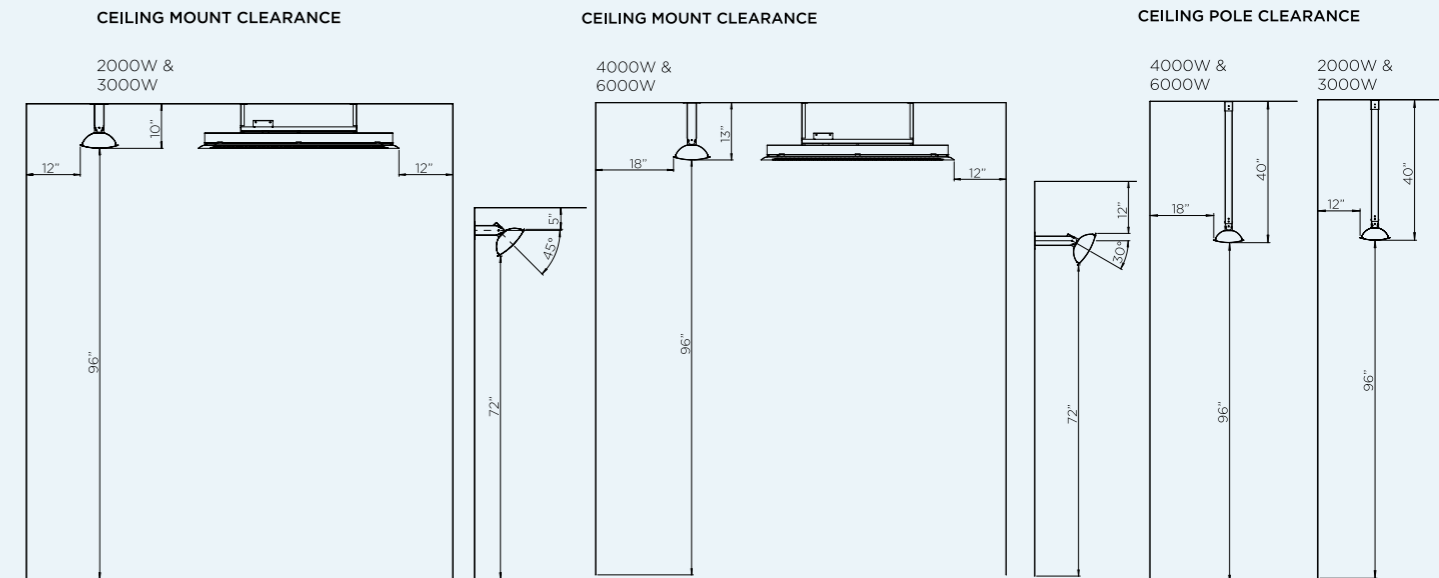 CEILING MOUNT CLEARANCE
2000W &
3000W
10"
12"
12"
96"
5"
45°
72"
CEILING MOUNT CLEARANCE
4000W &
6000W
13"
18"
12"
96"
12"
30°
72"
CEILING POLE CLEARANCE
4000W &
6000W
40"
18"
96"
2000W &
3000W
40"
12"
96"